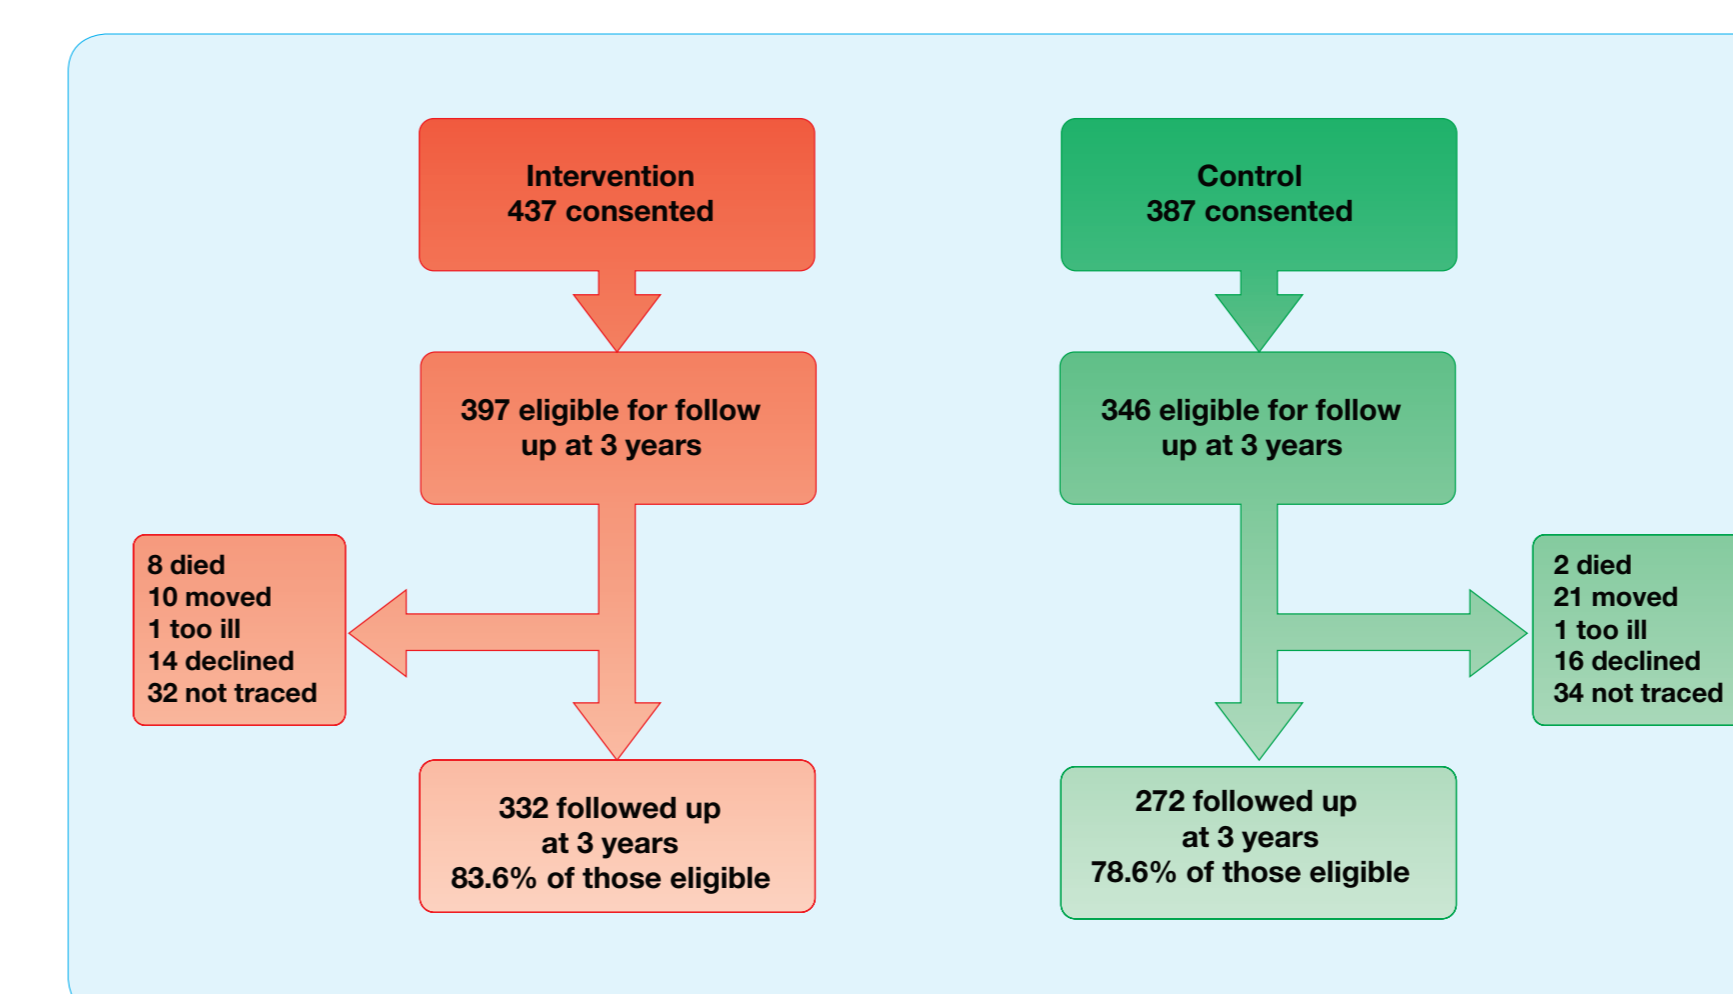 Intervention
437 consented
Control
387 consented
397 eligible for follow
up at 3 years
346 eligible for follow
up at 3 years
8 died
10 moved
1 too ill
14 declined
32 not traced
2 died
21 moved
1 too ill
16 declined
34 not traced
332 followed up
at 3 years
83.6% of those eligible
272 followed up
at 3 years
78.6% of those eligible